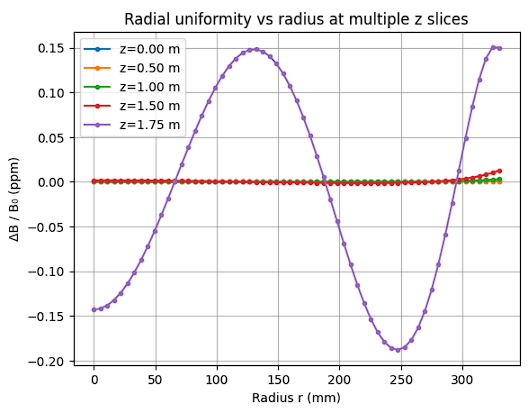 Radial uniformity vs radius at multiple z slices
0.15
0.10
0.05
0.00
−0.05
−0.10
−0.15
−0.20
ΔB / B₀ (ppm)
z=0.00 m
z=0.50 m
z=1.00 m
z=1.50 m
z=1.75 m
0 50 100 150 200 250 300
Radius r (mm)